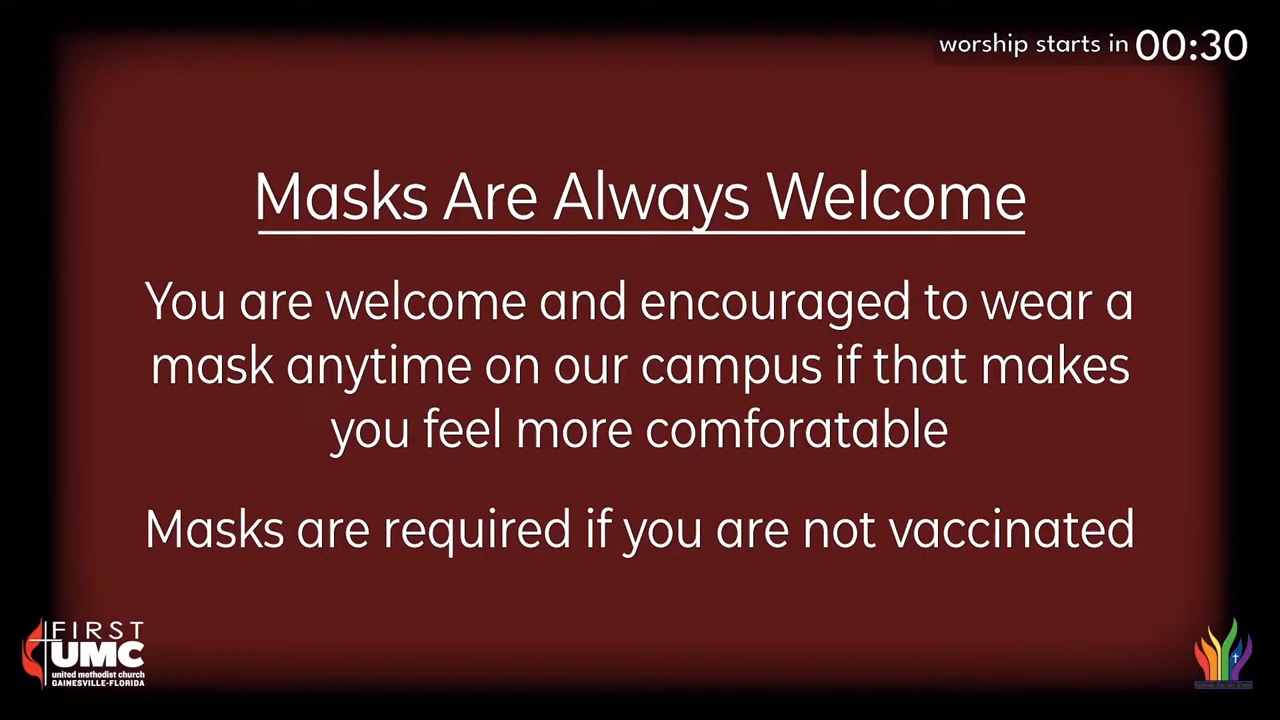 worship starts in 00:30
Masks Are Always Welcome
You are welcome and encouraged to wear a
mask anytime on our campus if that makes
you feel more comforatable
Masks are required if you are not vaccinated
FIRST
UMC
united methodist church
GAINESVILLE-FLORIDA